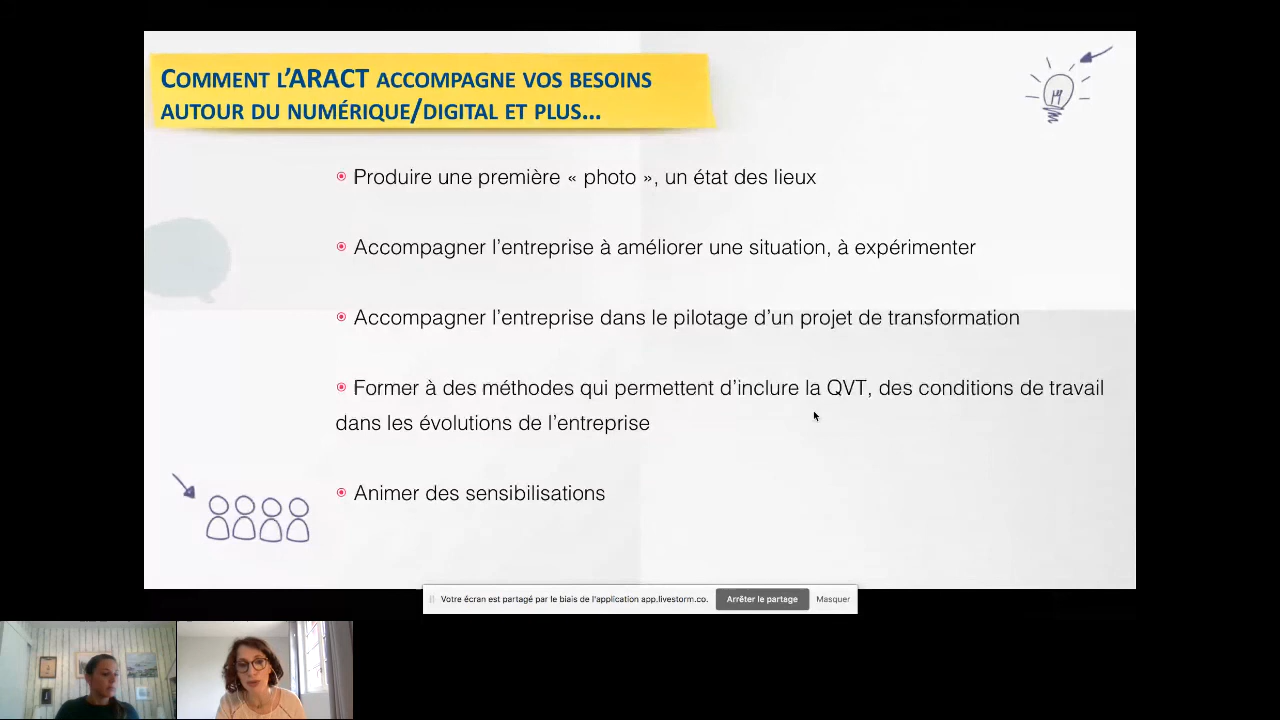 Comment l'ARACT accompagne vos besoins
autour du numérique/digital et plus...
Produire une première « photo », un état des lieux
Accompagner l'entreprise à améliorer une situation, à expérimenter
Accompagner l'entreprise dans le pilotage d'un projet de transformation
Former à des méthodes qui permettent d'inclure la QVT, des conditions de travail
dans les évolutions de l'entreprise
Animer des sensibilisations
Votre écran est partagé par le biais de l'application app.livestorm.co. Arrêter le partage Masquer